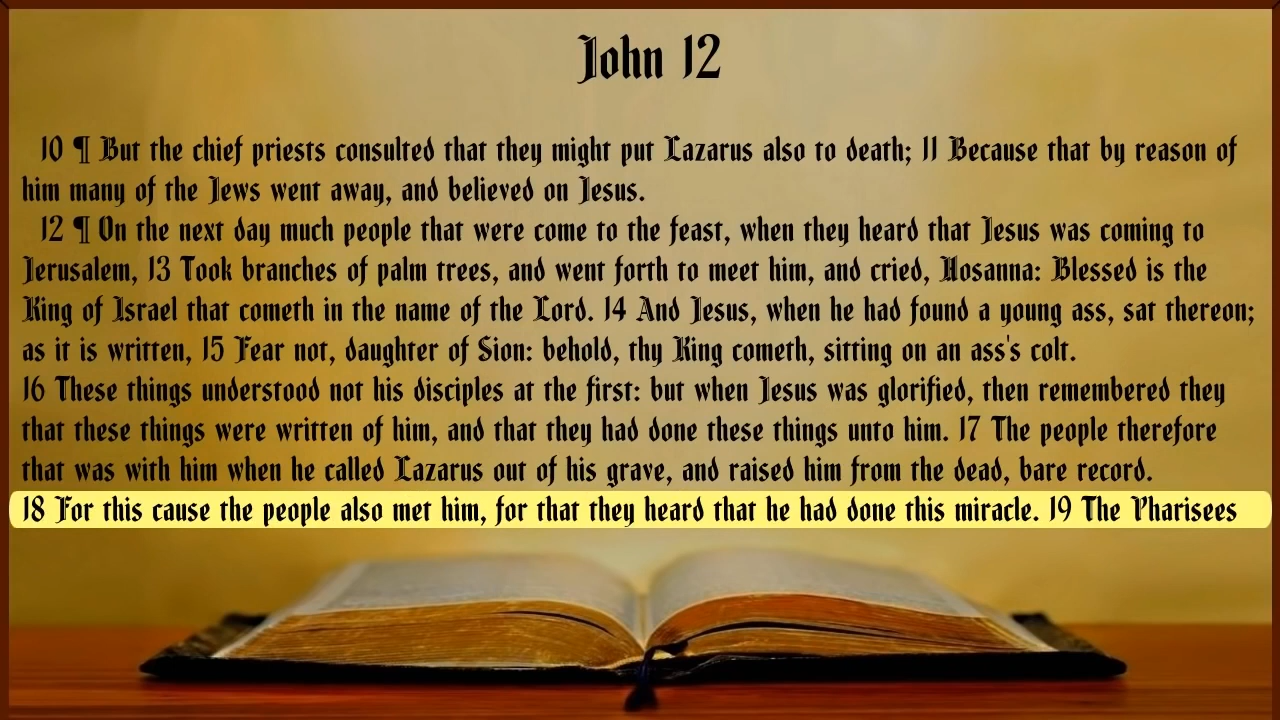 John 12
10 ¶ But the chief priests consulted that they might put Lazarus also to death; 11 Because that by reason of
him many of the Jews went away, and believed on Jesus.
12 ¶ On the next day much people that were come to the feast, when they heard that Jesus was coming to
Jerusalem, 13 Took branches of palm trees, and went forth to meet him, and cried, Hosanna: Blessed is the
King of Israel that cometh in the name of the Lord. 14 And Jesus, when he had found a young ass, sat thereon;
as it is written, 15 Fear not, daughter of Sion: behold, thy King cometh, sitting on an ass's colt.
16 These things understood not his disciples at the first: but when Jesus was glorified, then remembered they
that these things were written of him, and that they had done these things unto him. 17 The people therefore
that was with him when he called Lazarus out of his grave, and raised him from the dead, bare record.
18 For this cause the people also met him, for that they heard that he had done this miracle. 19 The Pharisees